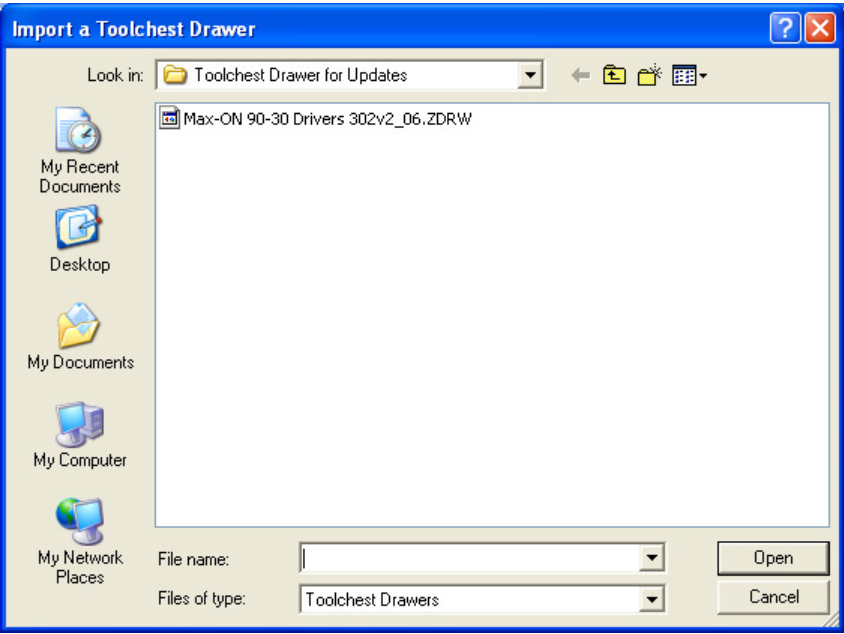 Import a Toolchest Drawer
Look in:
Toolchest Drawer for Updates
Max-ON 90-30 Drivers 302v2_06.ZDRW
My Recent
Documents
Desktop
My Documents
My Computer
My Network
Places
File name:
Open
Files of type:
Toolchest Drawers
Cancel